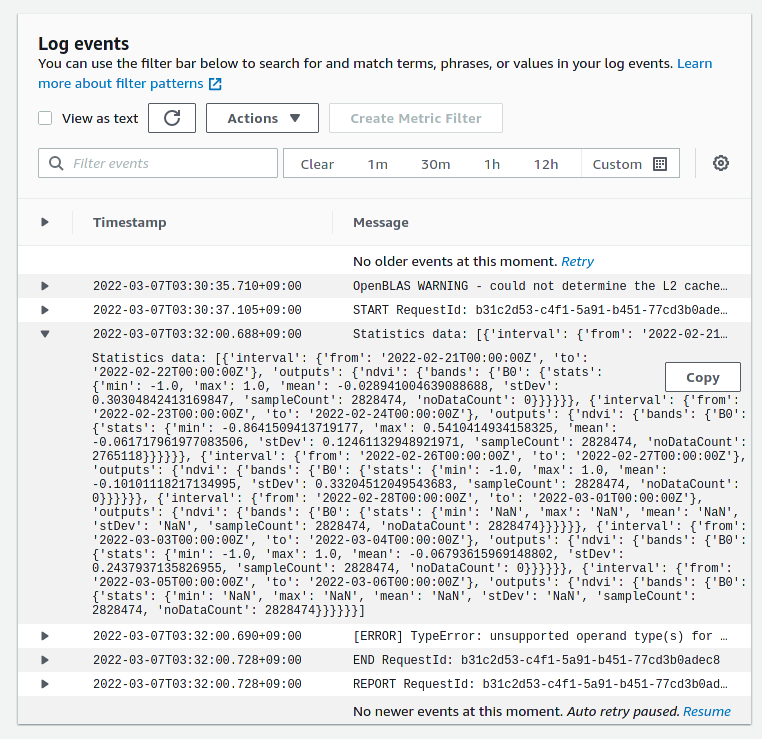 Log events
You can use the filter bar below to search for and match terms, phrases, or values in your log events. Learn
more about filter patterns
View as text
Actions
Create Metric Filter
Filter events
Clear 1m 30m 1h 12h Custom
Timestamp Message
No older events at this moment. Retry
2022-03-07T03:30:35.710+09:00 OpenBLAS WARNING - could not determine the L2 cache…
2022-03-07T03:30:37.105+09:00 START RequestId: b31c2d53-c4f1-5a91-b451-77cd3b0ade…
2022-03-07T03:32:00.688+09:00 Statistics data: [{'interval': {'from': '2022-02-21…
Statistics data: [{'interval': {'from': '2022-02-21T00:00:00Z', 'to':
'2022-02-22T00:00:00Z'}, 'outputs': {'ndvi': {'bands': {'B0': {'stats':
{'min': -1.0, 'max': 1.0, 'mean': -0.028941004639088688, 'stDev':
0.30304842413169847, 'sampleCount': 2828474, 'noDataCount': 0}}}}}}, {'interval': {'from':
'2022-02-23T00:00:00Z', 'to': '2022-02-24T00:00:00Z'}, 'outputs': {'ndvi': {'bands': {'B0':
{'stats': {'min': -0.8641509413719177, 'max': 0.5410414934158325, 'mean':
-0.061717961977083506, 'stDev': 0.12461132948921971, 'sampleCount': 2828474, 'noDataCount':
2765118}}}}}}, {'interval': {'from': '2022-02-26T00:00:00Z', 'to': '2022-02-27T00:00:00Z'},
'outputs': {'ndvi': {'bands': {'B0': {'stats': {'min': -1.0, 'max': 1.0, 'mean':
-0.10101118217134995, 'stDev': 0.33204512049543683, 'sampleCount': 2828474, 'noDataCount':
0}}}}}}, {'interval': {'from': '2022-02-28T00:00:00Z', 'to': '2022-03-01T00:00:00Z'},
'outputs': {'ndvi': {'bands': {'B0': {'stats': {'min': 'NaN', 'max': 'NaN', 'mean': 'NaN',
'stDev': 'NaN', 'sampleCount': 2828474, 'noDataCount': 2828474}}}}}}, {'interval': {'from':
'2022-03-03T00:00:00Z', 'to': '2022-03-04T00:00:00Z'}, 'outputs': {'ndvi': {'bands': {'B0':
{'stats': {'min': -1.0, 'max': 1.0, 'mean': -0.06793615969148802, 'stDev':
0.2437937135826955, 'sampleCount': 2828474, 'noDataCount': 0}}}}}}, {'interval': {'from':
'2022-03-05T00:00:00Z', 'to': '2022-03-06T00:00:00Z'}, 'outputs': {'ndvi': {'bands': {'B0':
{'stats': {'min': 'NaN', 'max': 'NaN', 'mean': 'NaN', 'stDev': 'NaN', 'sampleCount':
2828474, 'noDataCount': 2828474}}}}}}]
Copy
2022-03-07T03:32:00.690+09:00 [ERROR] TypeError: unsupported operand type(s) for …
2022-03-07T03:32:00.728+09:00 END RequestId: b31c2d53-c4f1-5a91-b451-77cd3b0adec8
2022-03-07T03:32:00.728+09:00 REPORT RequestId: b31c2d53-c4f1-5a91-b451-77cd3b0ad…
No newer events at this moment. Auto retry paused. Resume